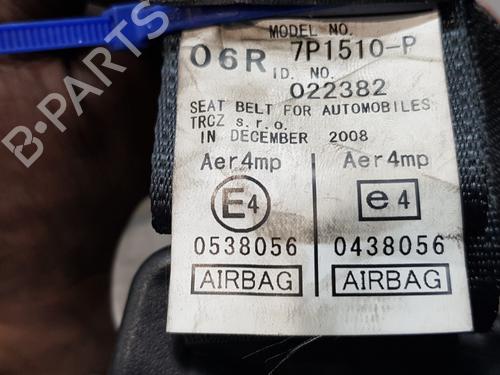 MODEL NO.
06R 7P1510-P
ID. NO.
022382
SEAT BELT FOR AUTOMOBILES
TRCZ s.r.o.
IN DECEMBER 2008
Aer4mp Aer4mp
E4 e4
0538056 0438056
AIRBAG AIRBAG
B-PARTS